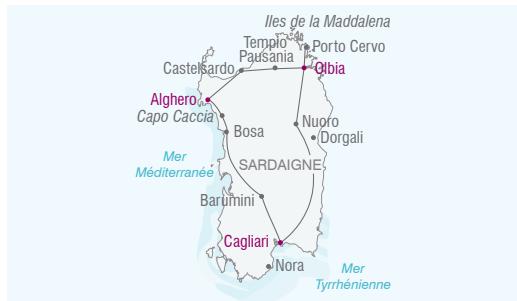 Iles de la Maddalena
Tempio
Pausania
Porto Cervo
Castelsardo
Olbia
Alghero
Capo Caccia
Nuoro
Bosa
Dorgali
Mer
Méditerranée
SARDAIGNE
Barumini
Cagliari
Nora
Mer
Tyrrhénienne